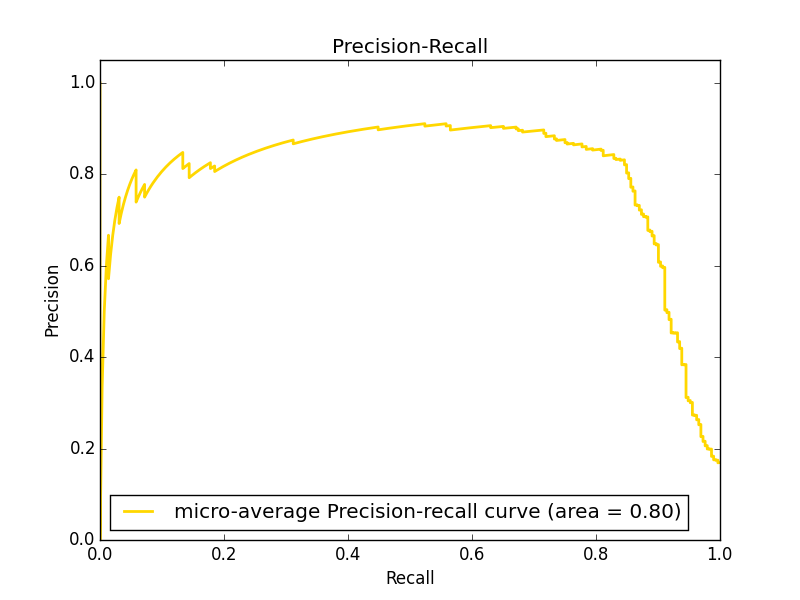 Precision-Recall
1.0
0.8
0.6
0.4
0.2
0.0
Precision
micro-average Precision-recall curve (area = 0.80)
0.0 0.2 0.4 0.6 0.8 1.0
Recall